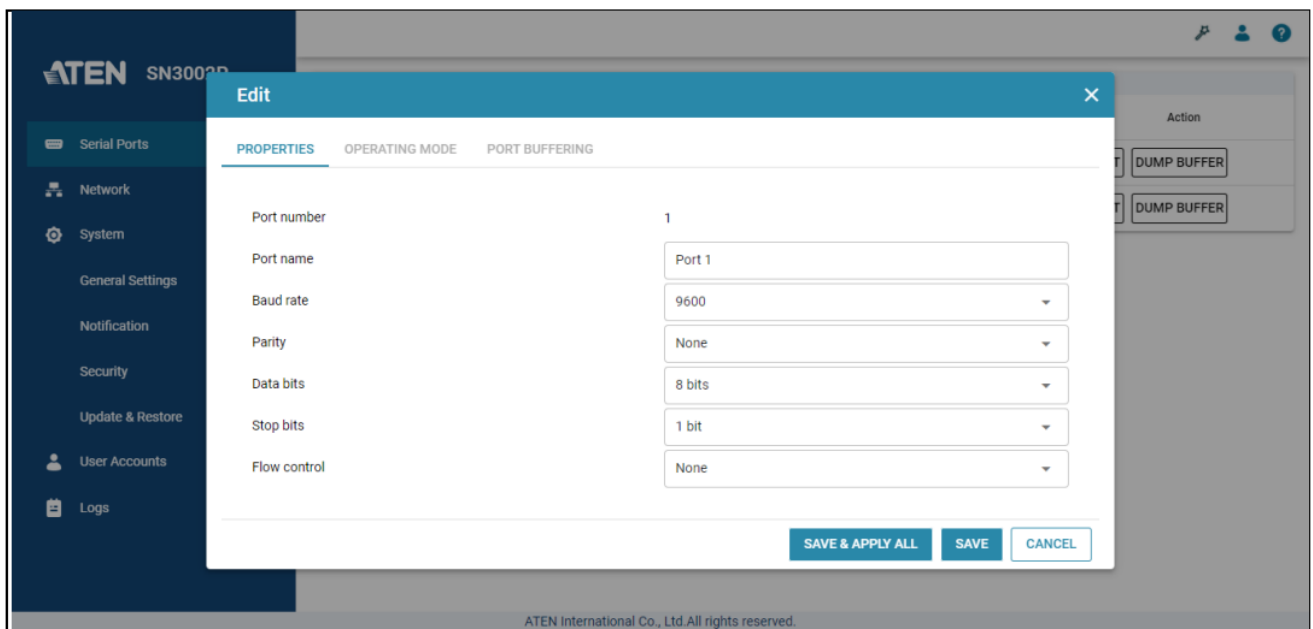 ATEN
Edit
Action
Serial Ports
PROPERTIES OPERATING MODE PORT BUFFERING
DUMP BUFFER
Network
DUMP BUFFER
Port number 1
System
Port name Port 1
General Settings
Baud rate 9600
Notification
Parity None
Security
Data bits 8 bits
Update & Restore
Stop bits 1 bit
User Accounts
Flow control None
Logs
SAVE & APPLY ALL SAVE CANCEL
ATEN International Co., Ltd.All rights reserved.